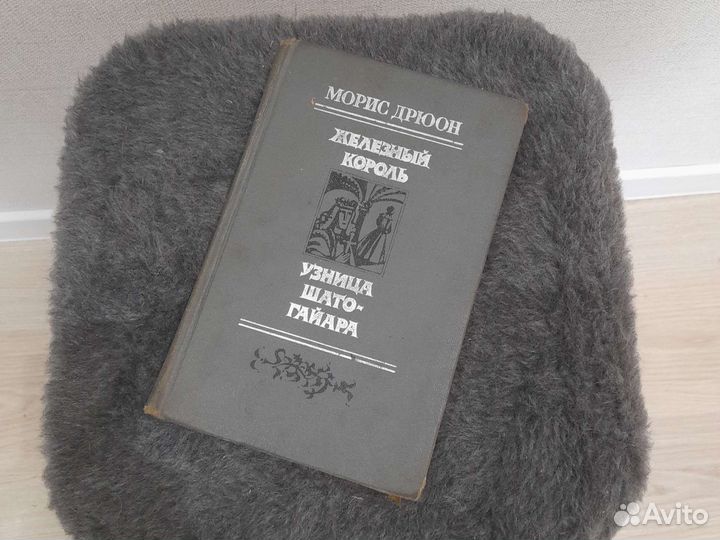 МОРИС ДРЮОН
ЖЕЛЕЗНЫЙ
КОРОЛЬ
УЗНИЦА
ШАТО-
ГАЙАРА
Avito